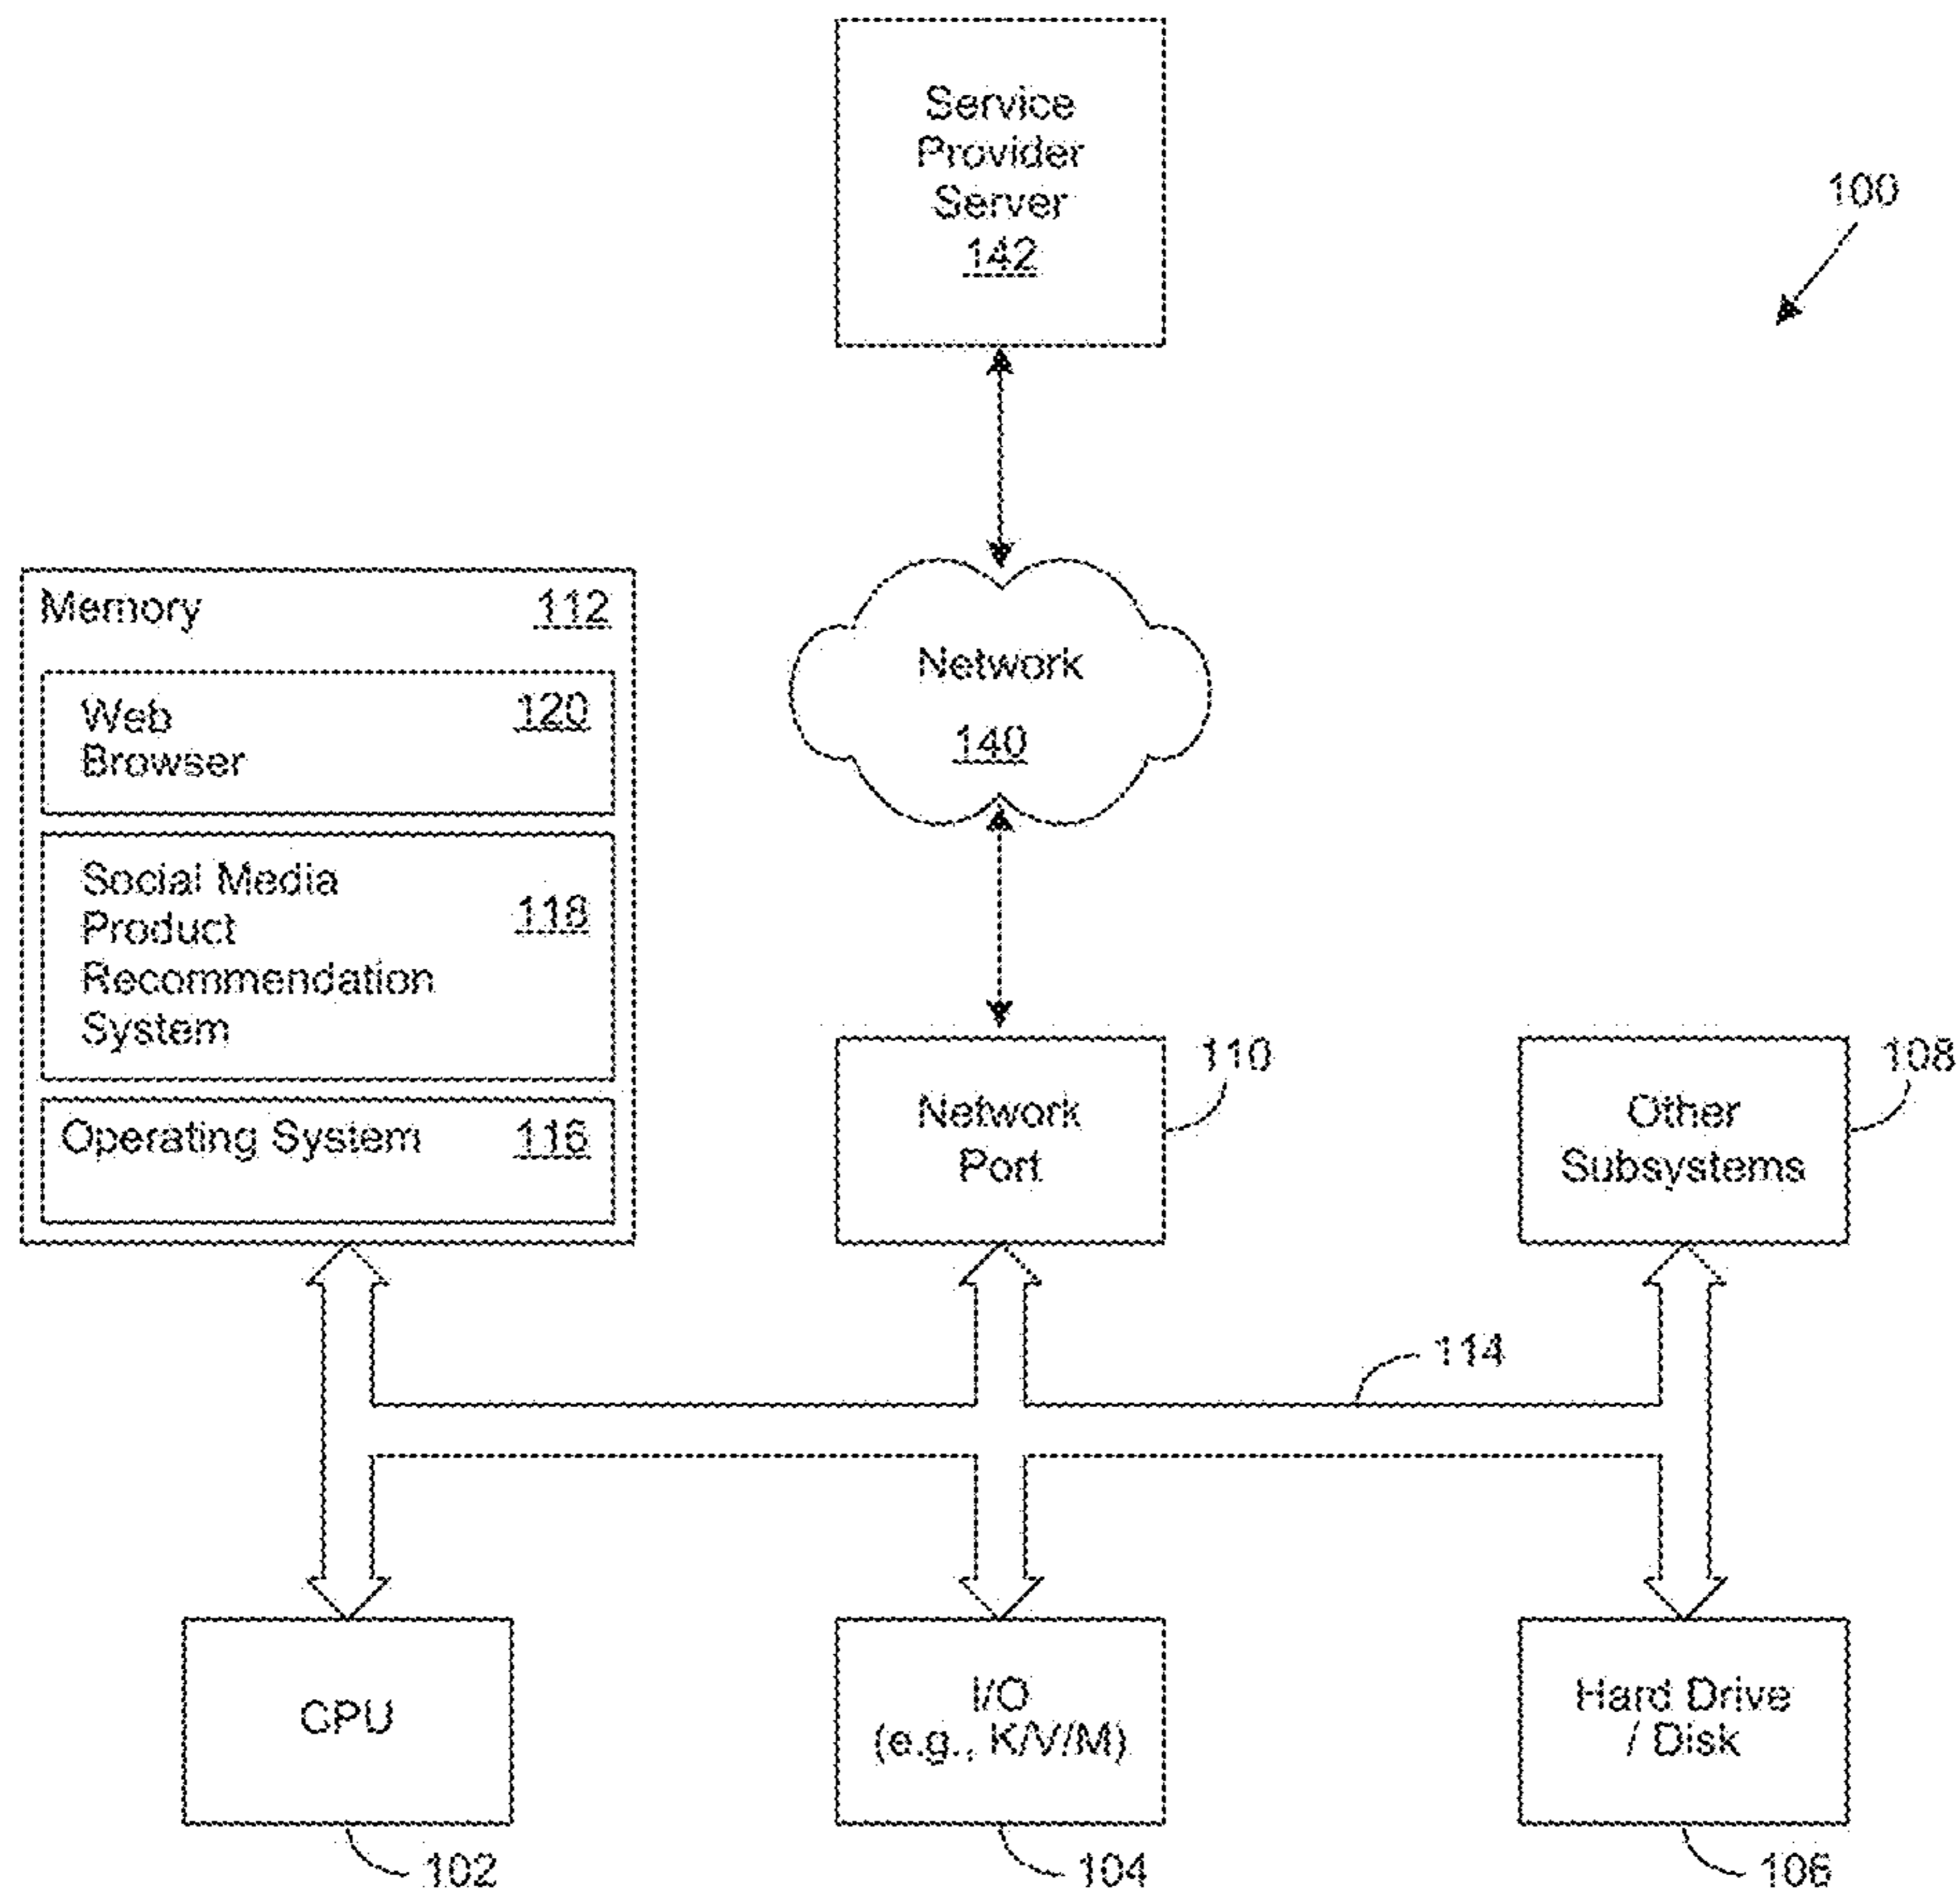 Service
Provider
Server
142
100
Memory 112
Web
Browser
120
Social Media
Product
Recommendation
System
118
Operating System 116
Network
140
Network
Port
110
Other
Subsystems
108
114
CPU
102
I/O
(e.g., K/V/M)
104
Hard Drive
/ Disk
106